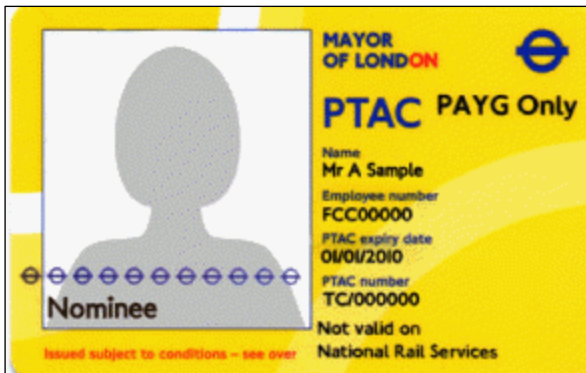 MAYOR
OF LONDON
PTAC PAYG Only
Name
Mr A Sample
Employee number
FCC00000
PTAC expiry date
01/01/2010
PTAC number
TC/000000
Nominee
Not valid on
National Rail Services
Issued subject to conditions – see over